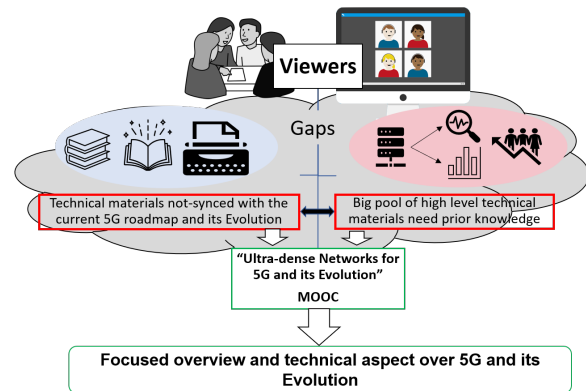 Viewers
Gaps
Technical materials not-synced with the
current 5G roadmap and its Evolution
Big pool of high level technical
materials need prior knowledge
“Ultra-dense Networks for
5G and its Evolution”
MOOC
Focused overview and technical aspect over 5G and its
Evolution